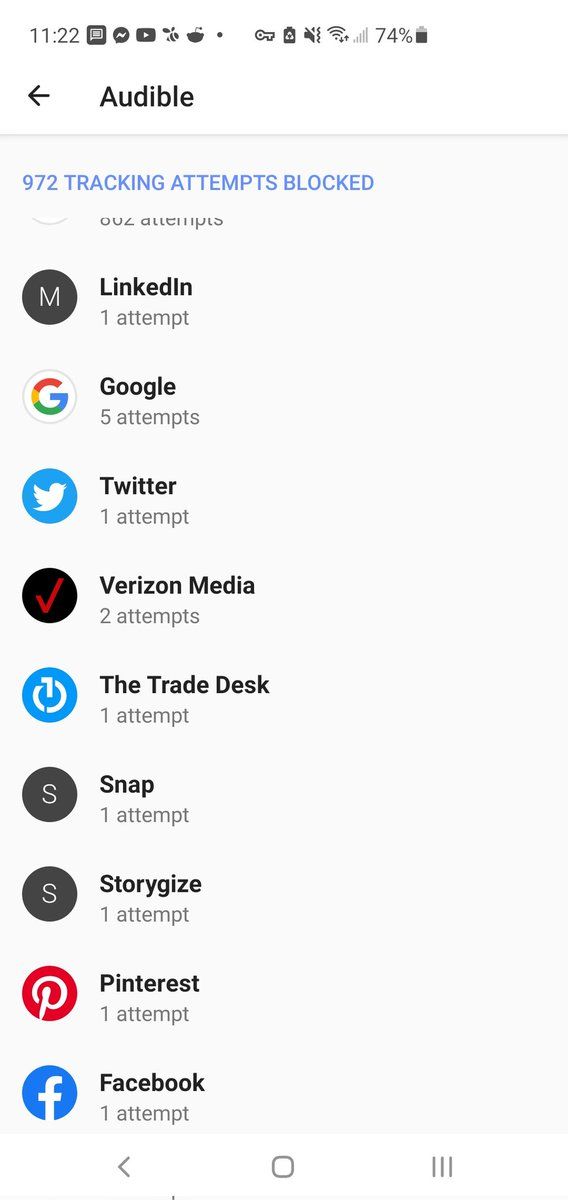 11:22 74%
Audible
972 TRACKING ATTEMPTS BLOCKED
862 attempts
M
LinkedIn
1 attempt
Google
5 attempts
Twitter
1 attempt
Verizon Media
2 attempts
The Trade Desk
1 attempt
S
Snap
1 attempt
S
Storygize
1 attempt
Pinterest
1 attempt
Facebook
1 attempt